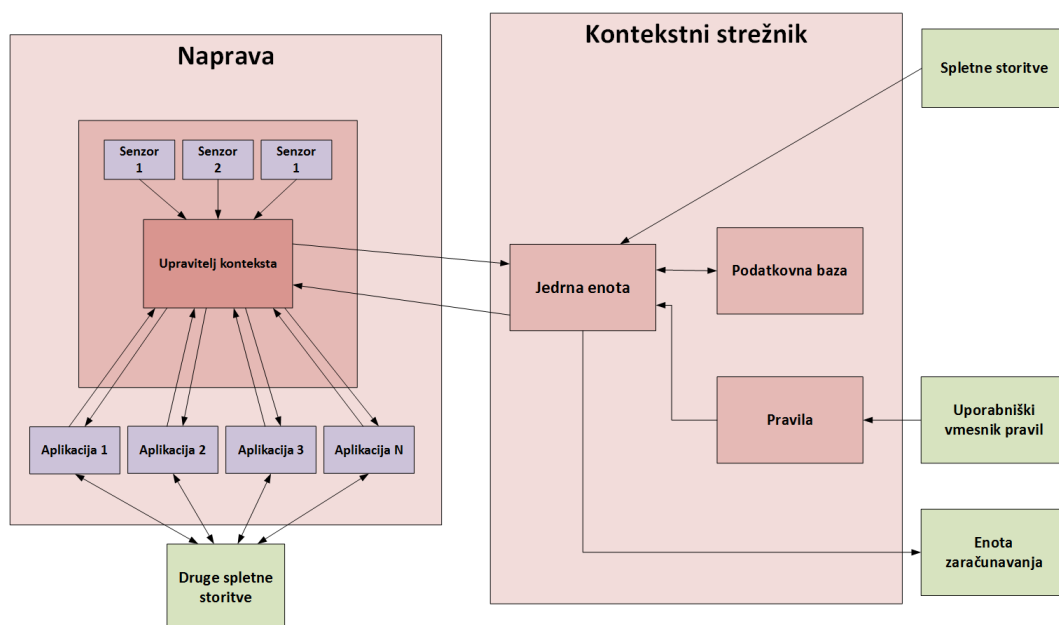 Naprava
Senzor
1
Senzor
2
Senzor
1
Upravitelj konteksta
Aplikacija 1
Aplikacija 2
Aplikacija 3
Aplikacija N
Druge spletne
storitve
Kontekstni strežnik
Jedrna enota
Podatkovna baza
Pravila
Spletne storitve
Uporabniški
vmesnik pravil
Enota
zaračunavanja